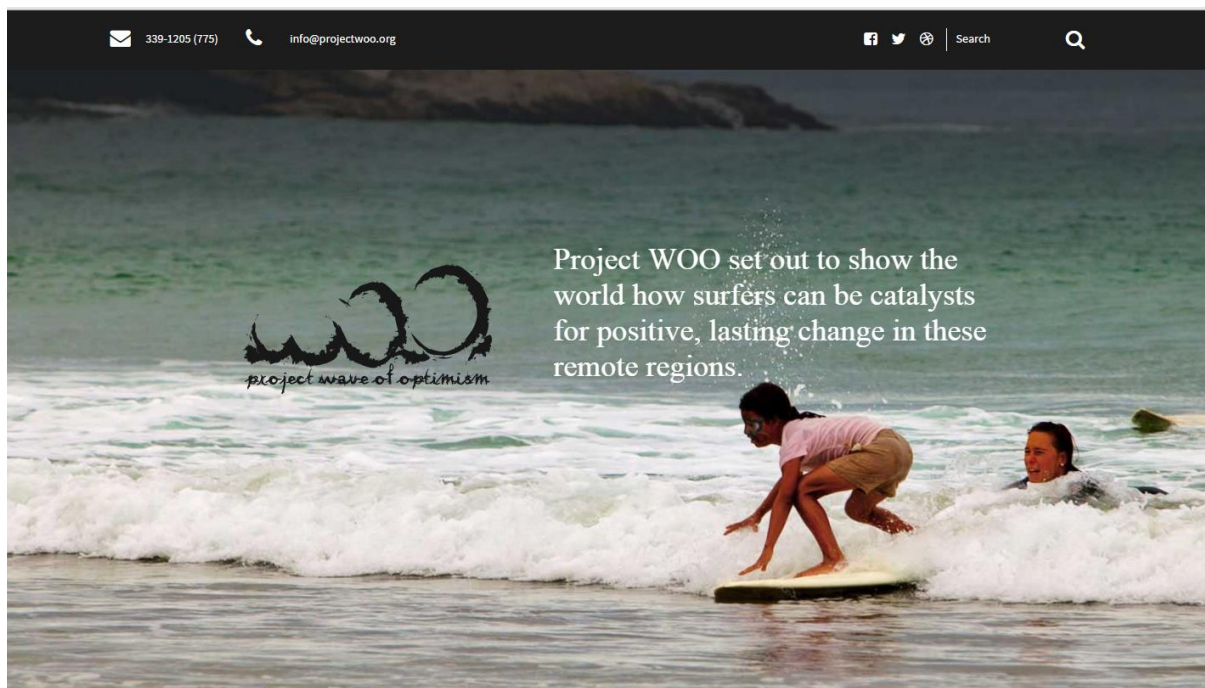 339-1205 (775)
info@projectwoo.org
Search
woo
project wave of optimism
Project WOO set out to show the
world how surfers can be catalysts
for positive, lasting change in these
remote regions.